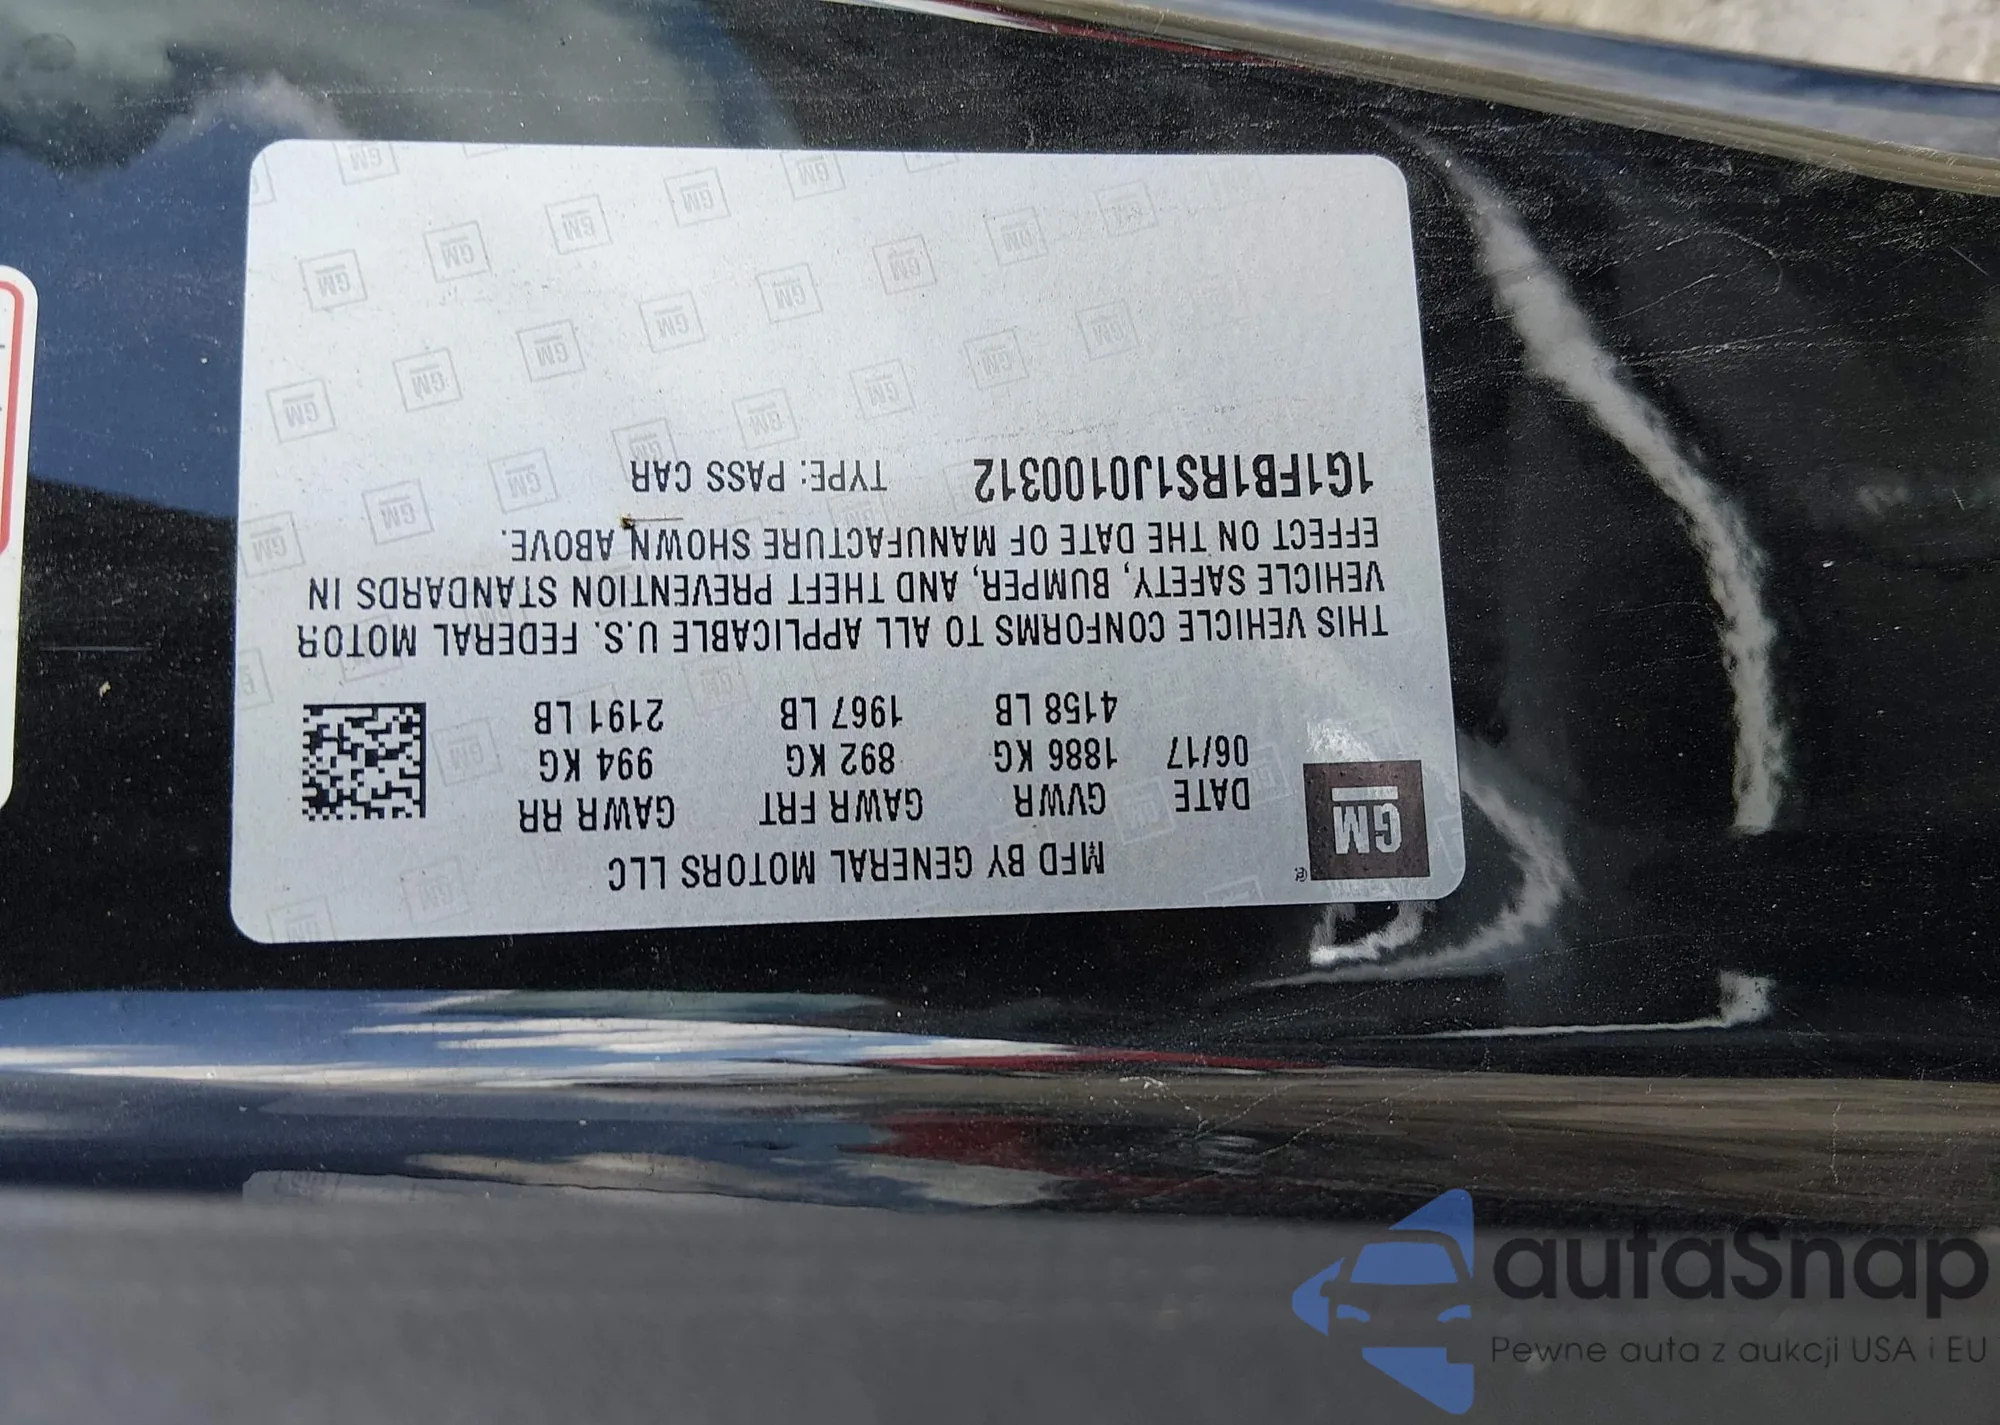 GM
®
MFD BY GENERAL MOTORS LLC
DATE GVWR GAWR FRT GAWR RR
06/17 1886 KG 892 KG 994 KG
4158 LB 1967 LB 2191 LB
THIS VEHICLE CONFORMS TO ALL APPLICABLE U.S. FEDERAL MOTOR
VEHICLE SAFETY, BUMPER, AND THEFT PREVENTION STANDARDS IN
EFFECT ON THE DATE OF MANUFACTURE SHOWN ABOVE.
1G1FB1RS1J0100312 TYPE: PASS CAR
autaSnap
Pewne auta z aukcji USA i EU